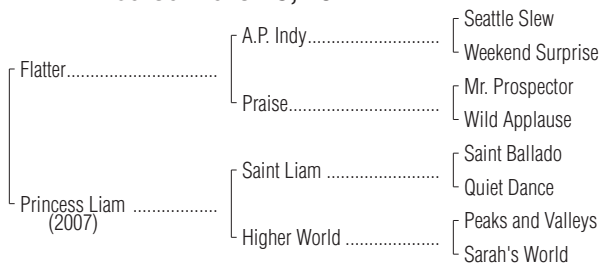 Seattle Slew
A.P. Indy
Weekend Surprise
Flatter
Mr. Prospector
Praise
Wild Applause
Saint Ballado
Saint Liam
Quiet Dance
Princess Liam
(2007)
Peaks and Valleys
Higher World
Sarah's World